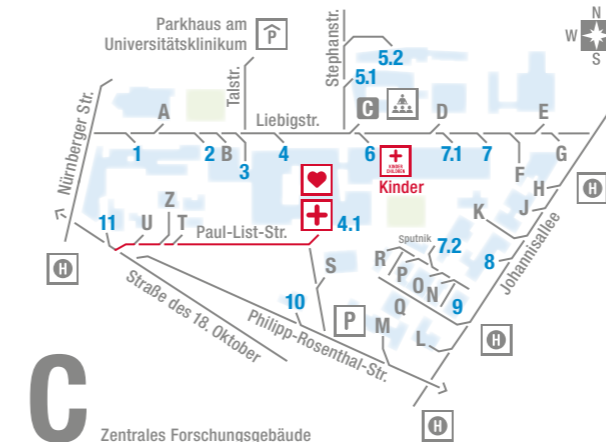 Parkhaus am
Universitätsklinikum
P
Stephanstr.
5.2
5.1
N
W
S
Nürnberger Str.
Talstr.
A
Liebigstr.
C
D
E
1
2
B
3
4
6
KINDER
CHILDREN
Kinder
7.1
7
F
G
H
H
J
K
Johannisallee
Z
11
U
T
Paul-List-Str.
4.1
S
Sputnik
7.2
R
P
O
N
Q
8
9
H
Straße des 18. Oktober
10
Philipp-Rosenthal-Str.
P
M
L
H
H
C
Zentrales Forschungsgebäude